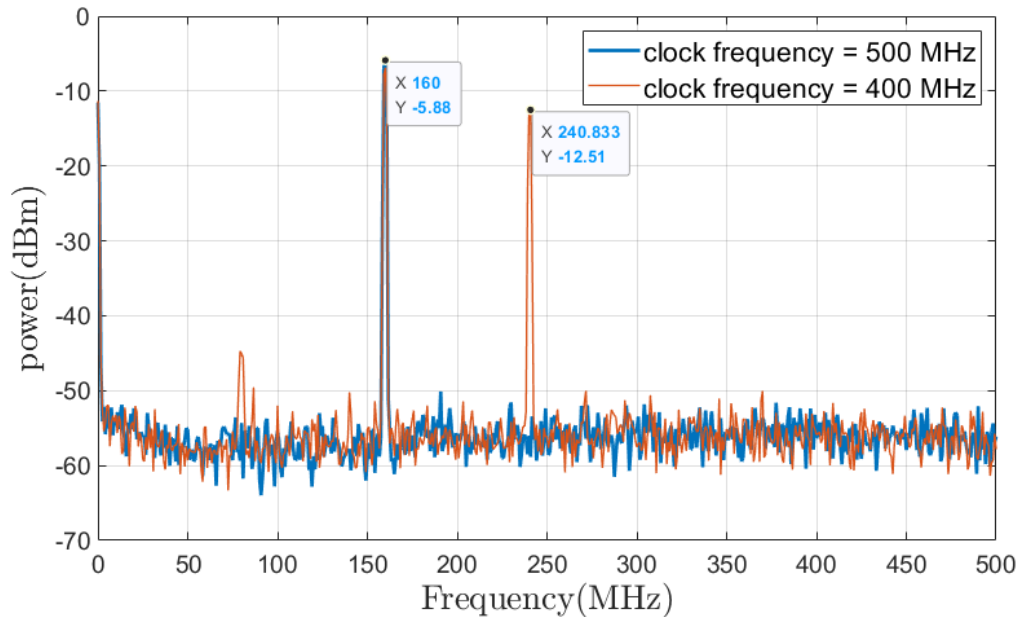 0
-10
-20
-30
-40
-50
-60
-70
power(dBm)
clock frequency = 500 MHz
clock frequency = 400 MHz
X 160
Y -5.88
X 240.833
Y -12.51
0 50 100 150 200 250 300 350 400 450 500
Frequency(MHz)